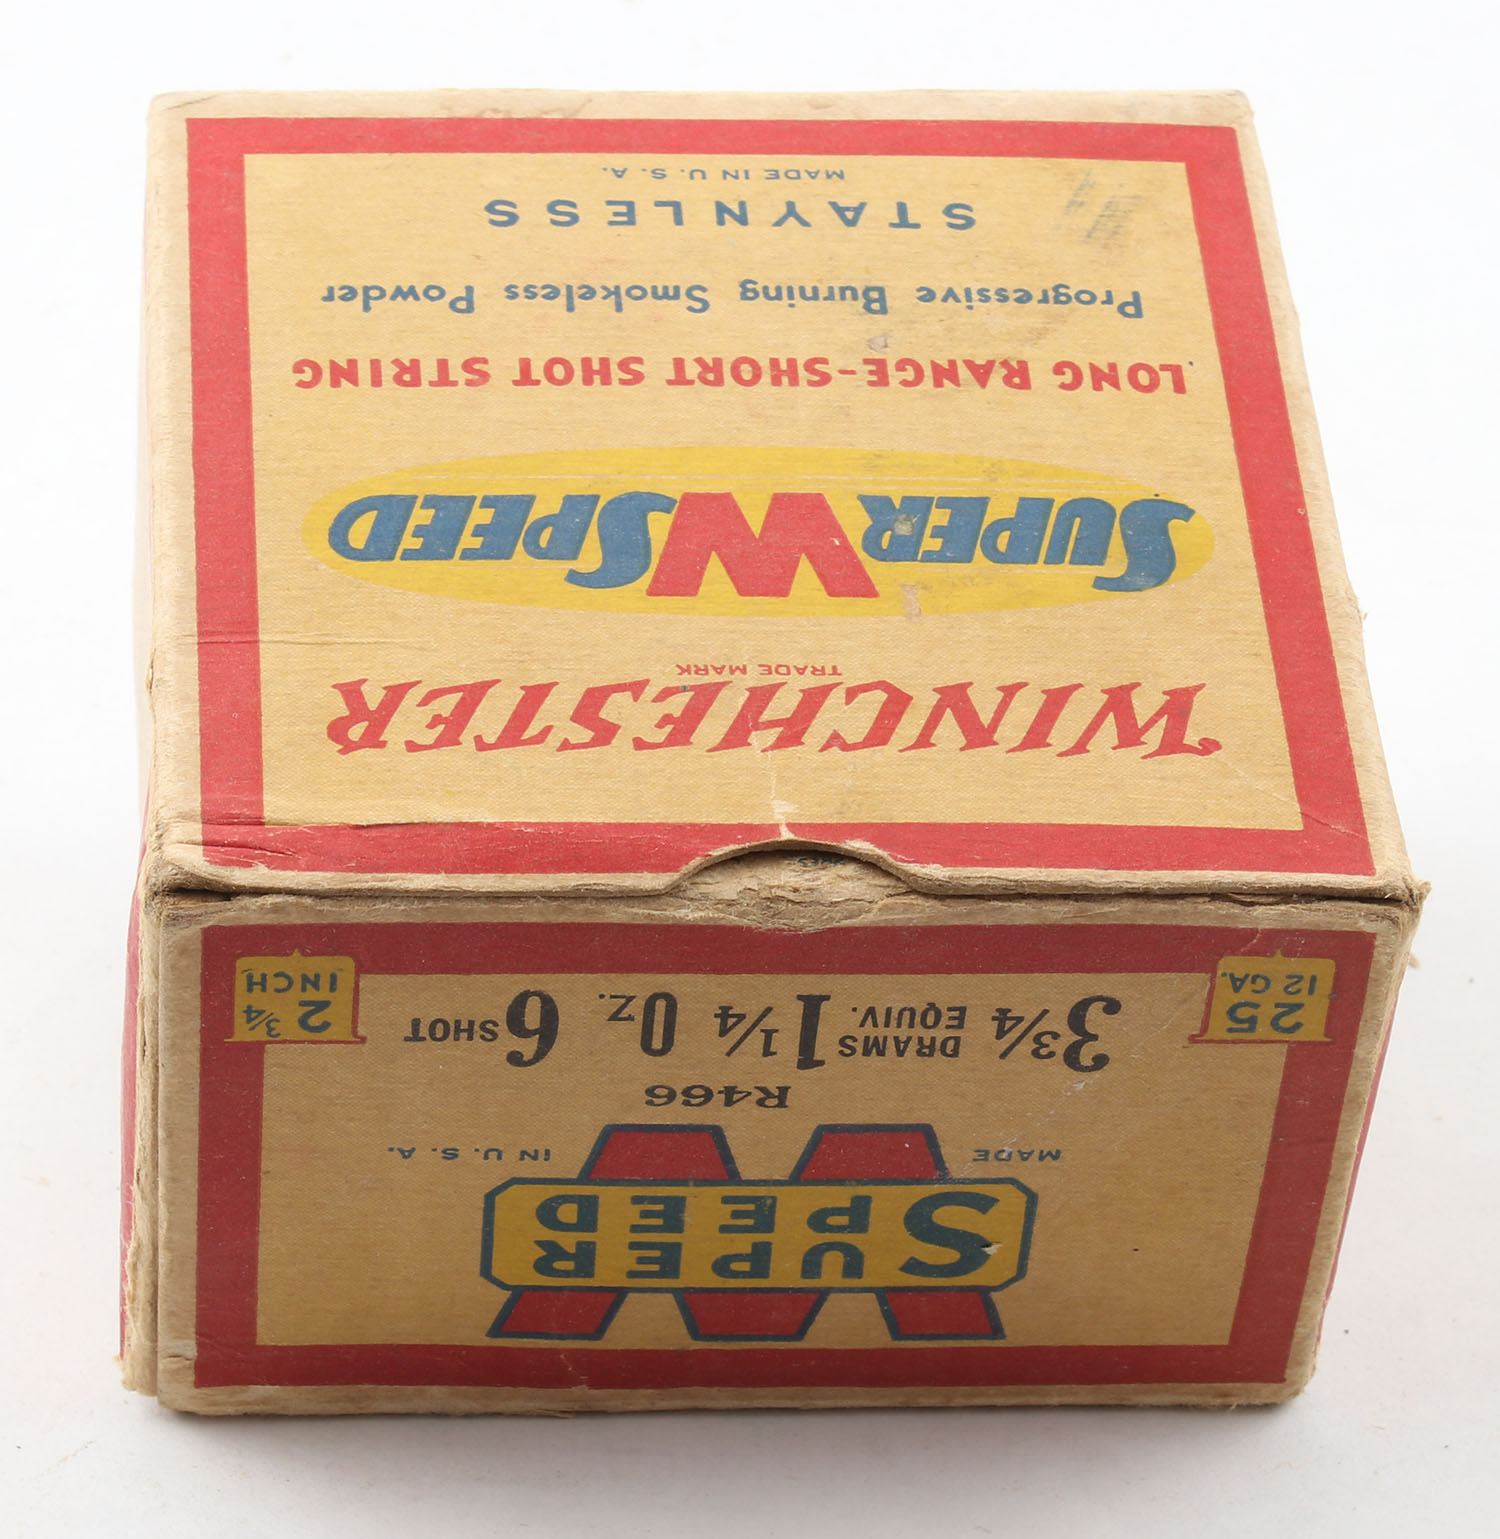 WINCHESTER
TRADE MARK
SUPER W SPEED
LONG RANGE-SHORT SHOT STRING
Progressive Burning Smokeless Powder
STAYNLESS
MADE IN U.S.A.
SUPER
SPEED
MADE IN U.S.A.
R466
3 3/4 DRAMS EQUIV. 1 1/4 OZ. 6 SHOT
25
12 GA.
2 3/4
INCH